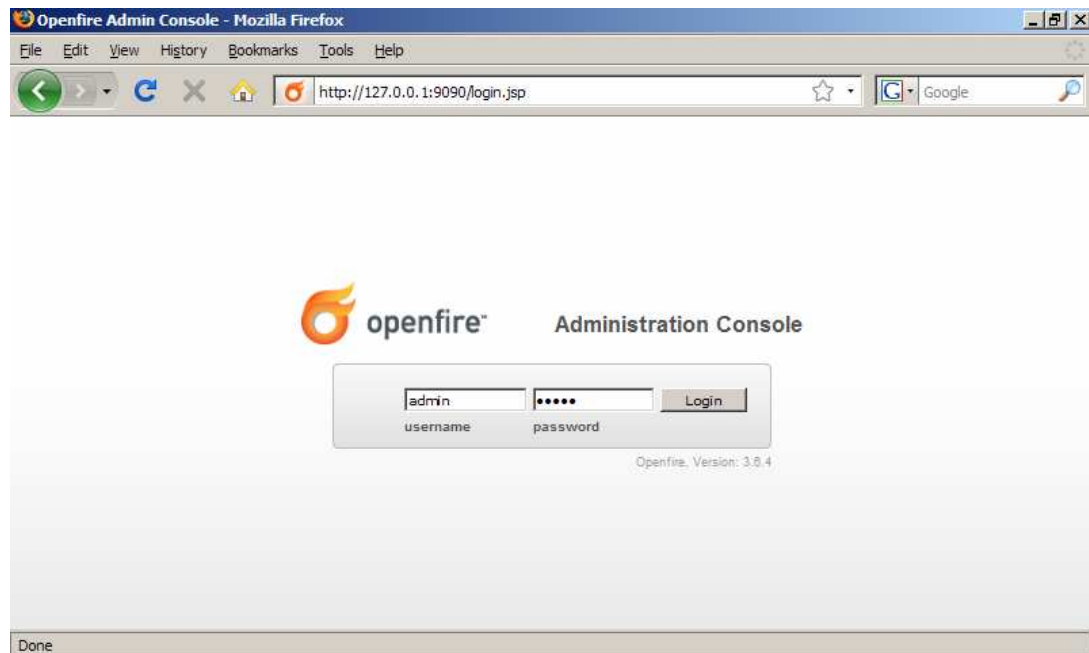 Openfire Admin Console - Mozilla Firefox
File Edit View History Bookmarks Tools Help
http://127.0.0.1:9090/login.jsp
G Google
openfire™ Administration Console
admin ••••• Login
username password
Openfire, Version: 3.6.4
Done